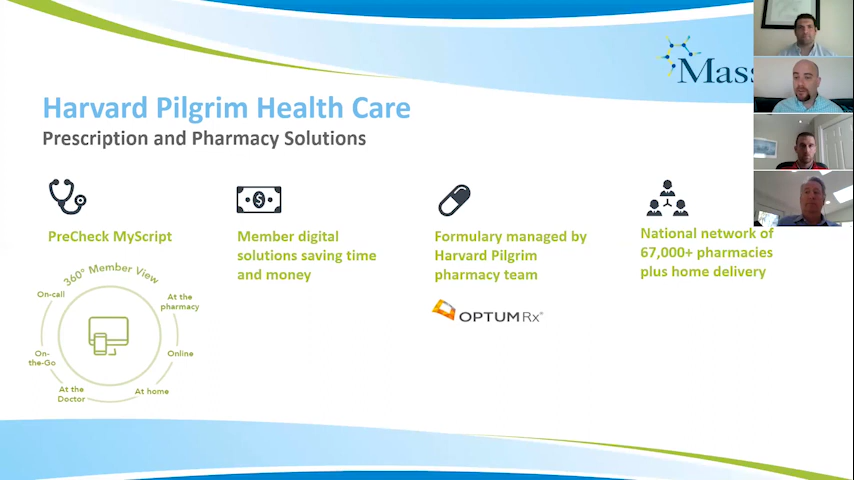 Mass
Harvard Pilgrim Health Care
Prescription and Pharmacy Solutions
PreCheck MyScript
360° Member View
On-call
At the
pharmacy
On-
the-Go
Online
At the
Doctor
At home
Member digital
solutions saving time
and money
Formulary managed by
Harvard Pilgrim
pharmacy team
OPTUMRx®
National network of
67,000+ pharmacies
plus home delivery